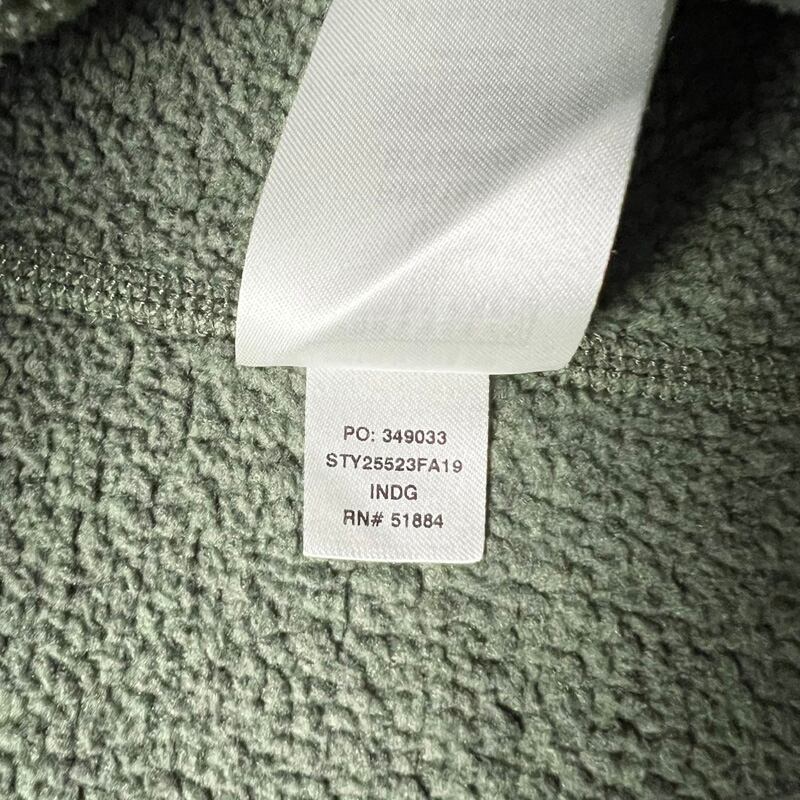 PO: 349033
STY25523FA19
INDG
RN# 51884